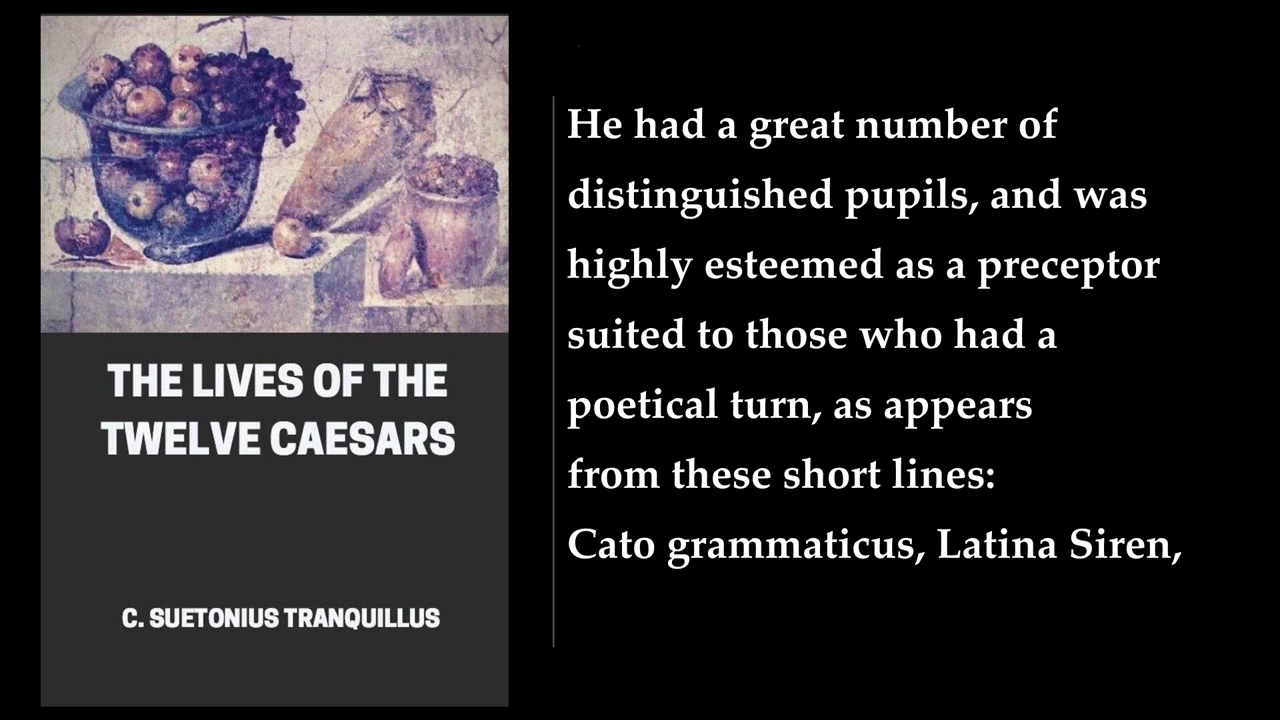 THE LIVES OF THE
TWELVE CAESARS
C. SUETONIUS TRANQUILLUS
He had a great number of
distinguished pupils, and was
highly esteemed as a preceptor
suited to those who had a
poetical turn, as appears
from these short lines:
Cato grammaticus, Latina Siren,